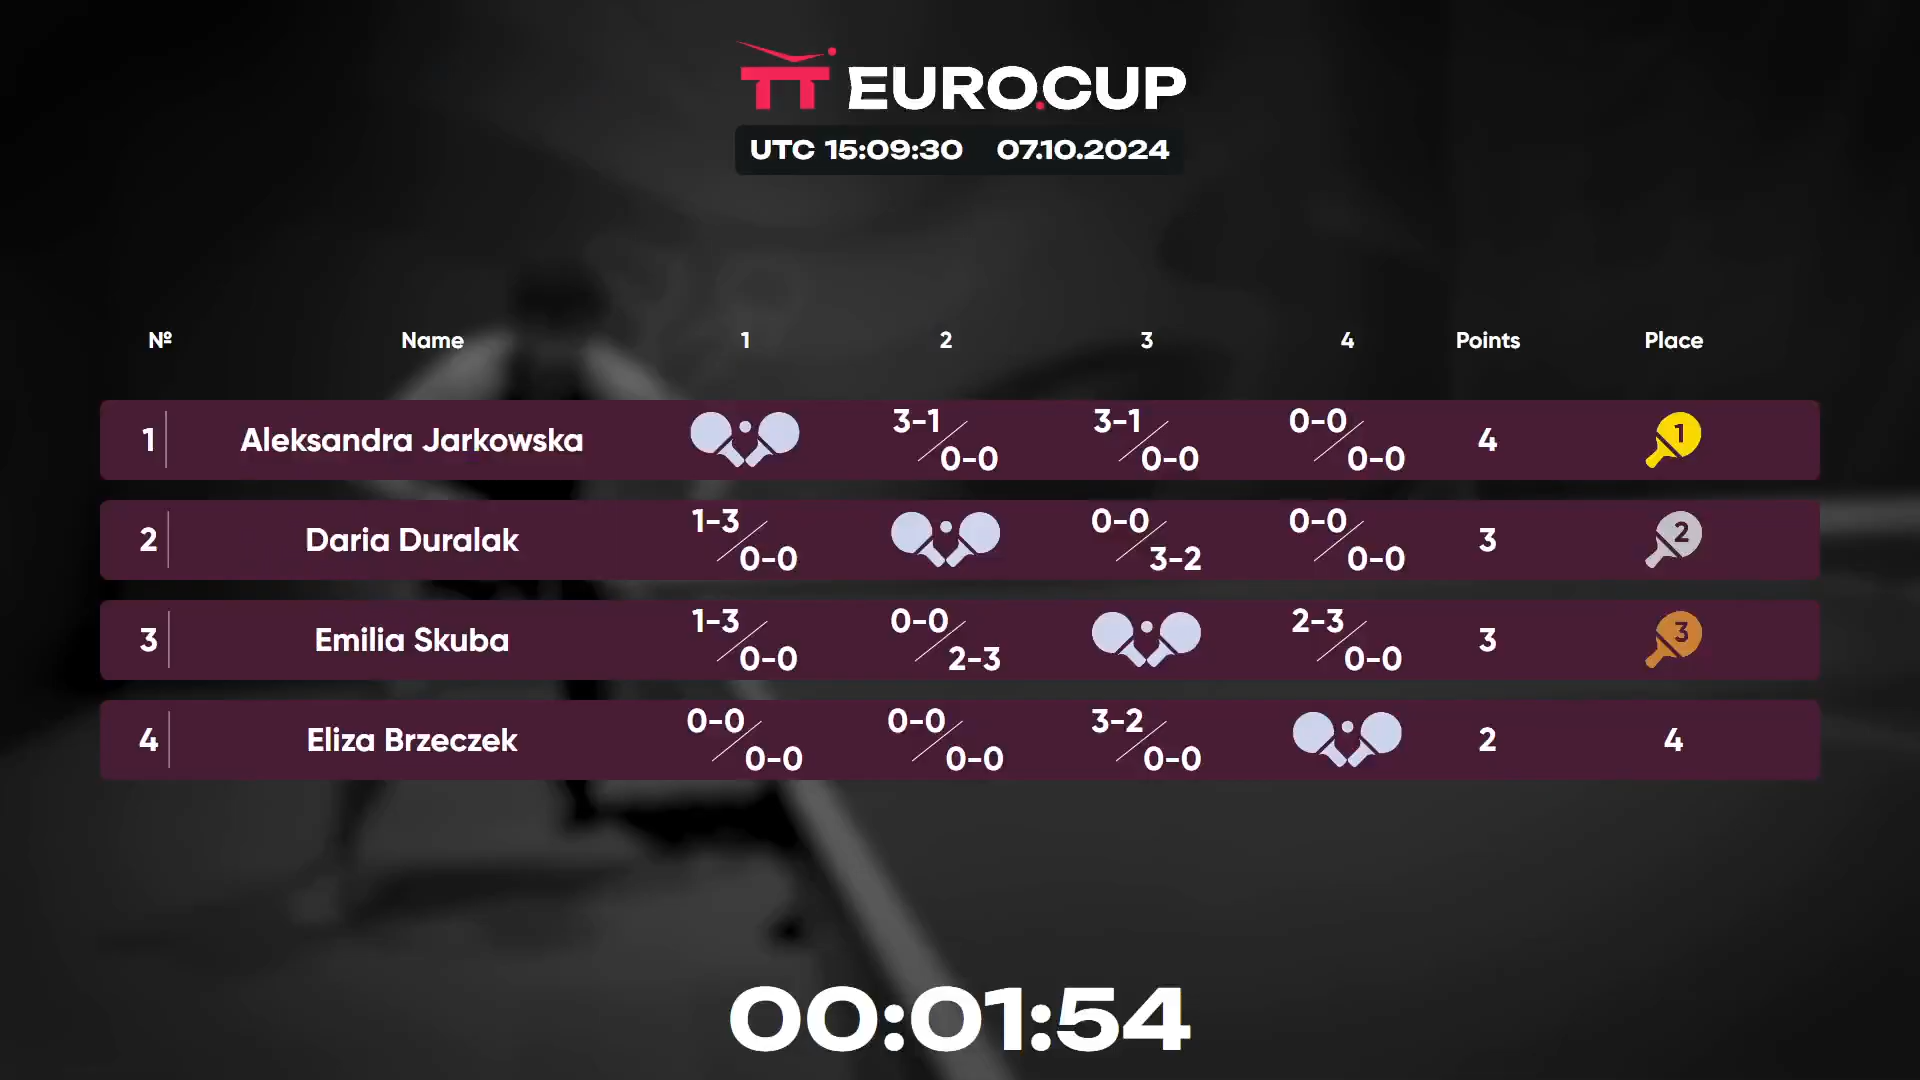 TT EURO.CUP
UTC 15:09:30 07.10.2024
Nº Name 1 2 3 4 Points Place
1 Aleksandra Jarkowska 3-1 0-0 3-1 0-0 0-0 0-0 4 1
2 Daria Duralak 1-3 0-0 0-0 3-2 0-0 0-0 3 2
3 Emilia Skuba 1-3 0-0 0-0 2-3 2-3 0-0 3 3
4 Eliza Brzeczek 0-0 0-0 0-0 0-0 3-2 0-0 2 4
00:01:54